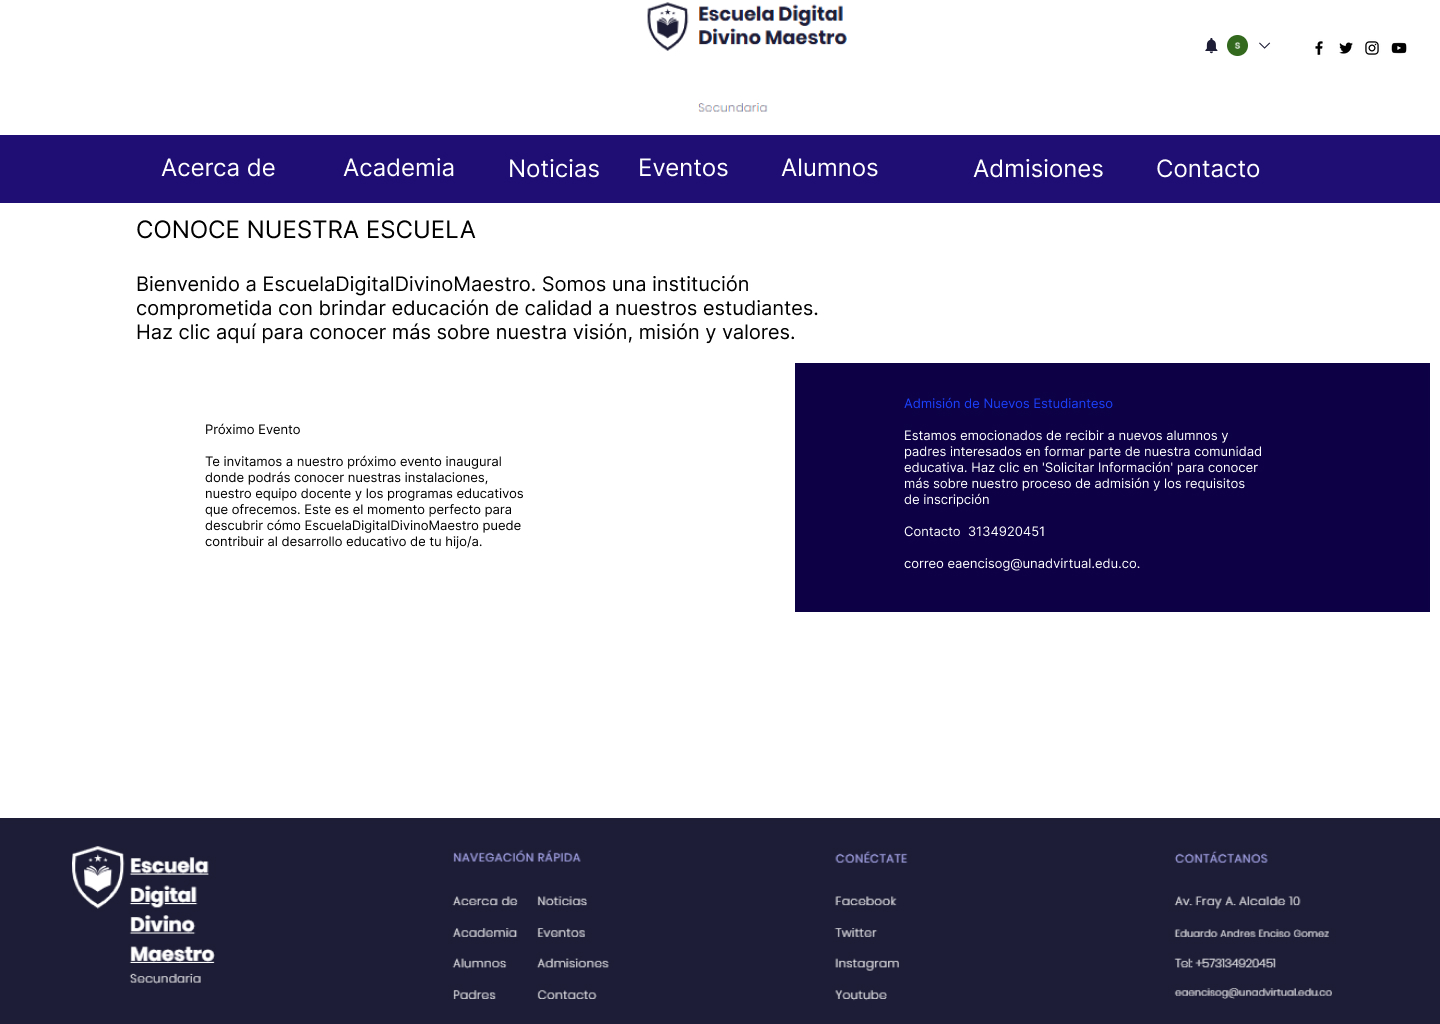 Escuela Digital
Divino Maestro
S
Secundaria
Acerca de
Academia
Noticias
Eventos
Alumnos
Admisiones
Contacto
CONOCE NUESTRA ESCUELA
Bienvenido a EscuelaDigitalDivinoMaestro. Somos una institución
comprometida con brindar educación de calidad a nuestros estudiantes.
Haz clic aquí para conocer más sobre nuestra visión, misión y valores.
Próximo Evento
Te invitamos a nuestro próximo evento inaugural
donde podrás conocer nuestras instalaciones,
nuestro equipo docente y los programas educativos
que ofrecemos. Este es el momento perfecto para
descubrir cómo EscuelaDigitalDivinoMaestro puede
contribuir al desarrollo educativo de tu hijo/a.
Admisión de Nuevos Estudianteso
Estamos emocionados de recibir a nuevos alumnos y
padres interesados en formar parte de nuestra comunidad
educativa. Haz clic en 'Solicitar Información' para conocer
más sobre nuestro proceso de admisión y los requisitos
de inscripción
Contacto  3134920451
correo eaencisog@unadvirtual.edu.co.
Escuela
Digital
Divino
Maestro
Secundaria
NAVEGACIÓN RÁPIDA
Acerca de
Noticias
Academia
Eventos
Alumnos
Admisiones
Padres
Contacto
CONÉCTATE
Facebook
Twitter
Instagram
Youtube
CONTÁCTANOS
Av. Fray A. Alcalde 10
Eduardo Andres Enciso Gomez
Tel: +573134920451
eaencisog@unadvirtual.edu.co